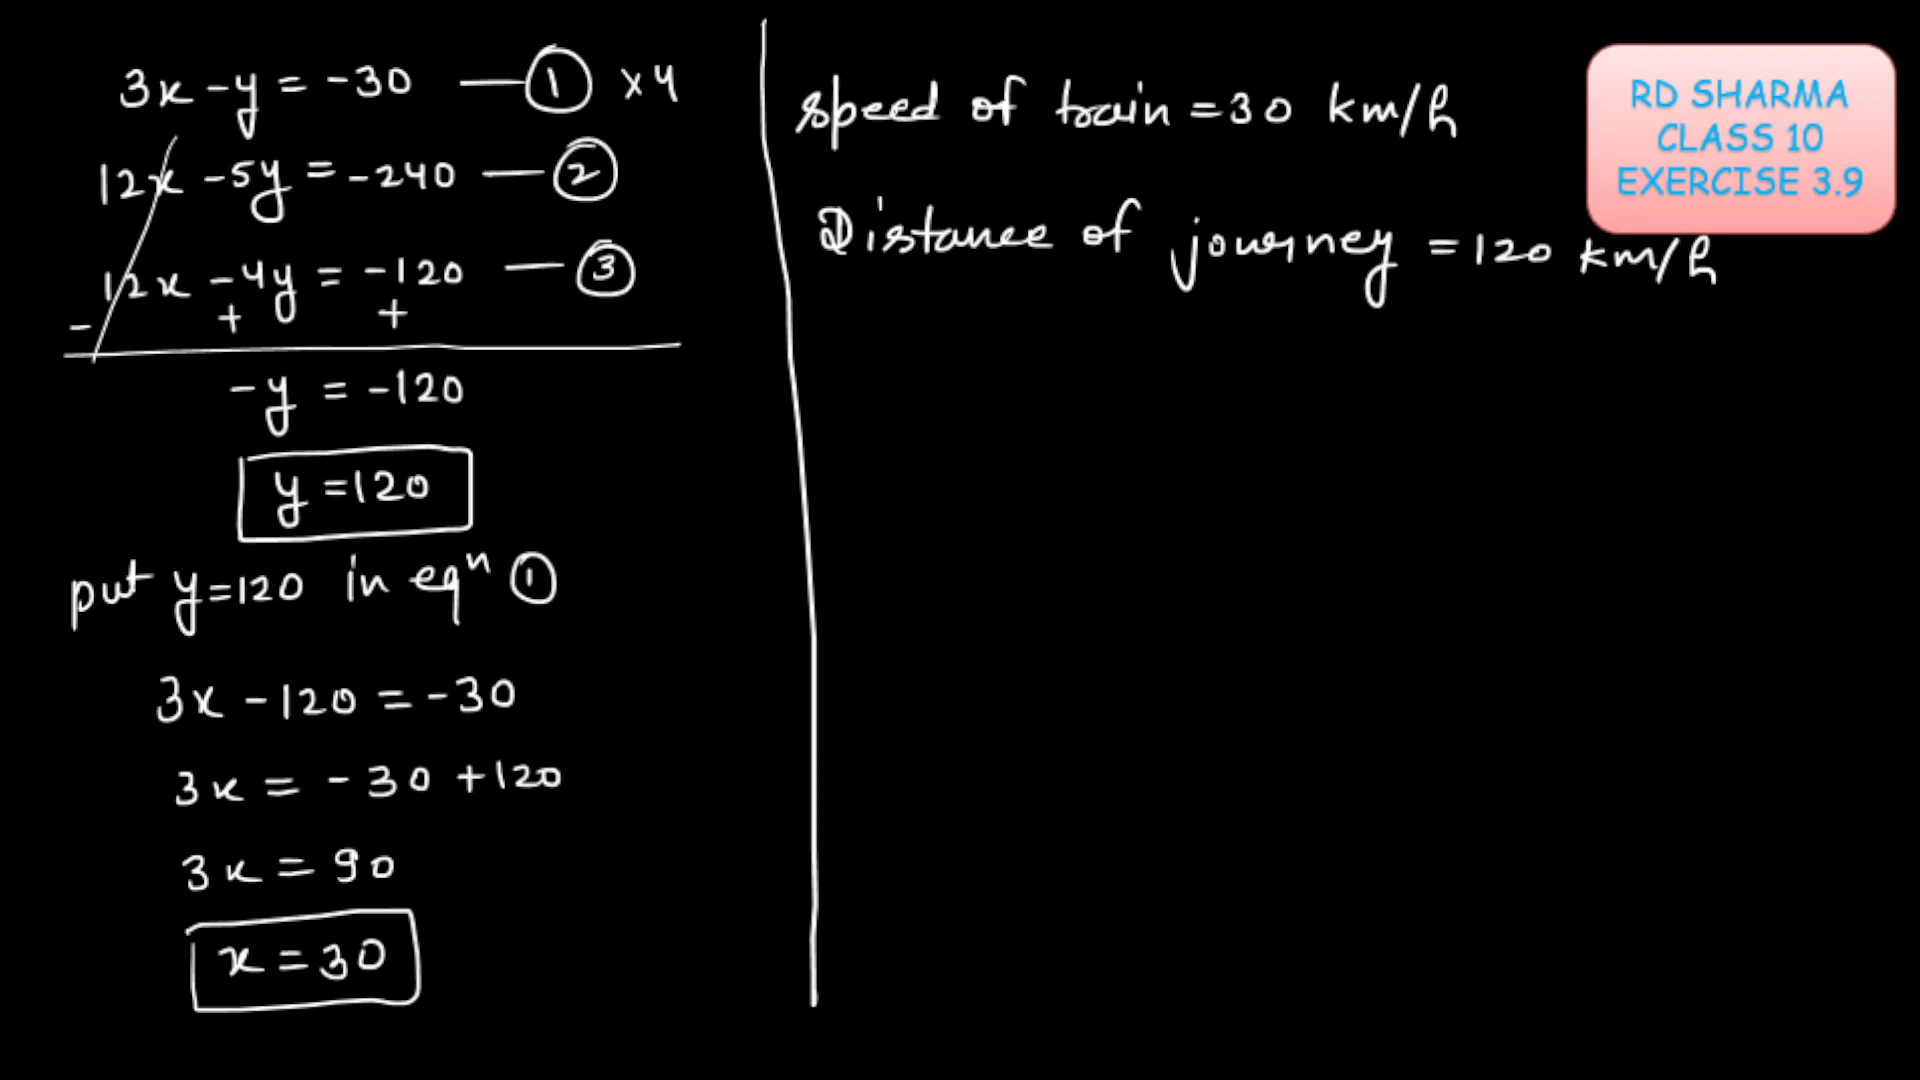 3x - y = -30 — ① × 4
12x - 5y = -240 — ②
12x - 4y = -120 — ③
- + +
-y = -120
y = 120
put y = 120 in eqⁿ ①
3x - 120 = -30
3x = -30 + 120
3x = 90
x = 30
speed of train = 30 km/h
Distance of journey = 120 km/h
RD SHARMA
CLASS 10
EXERCISE 3.9